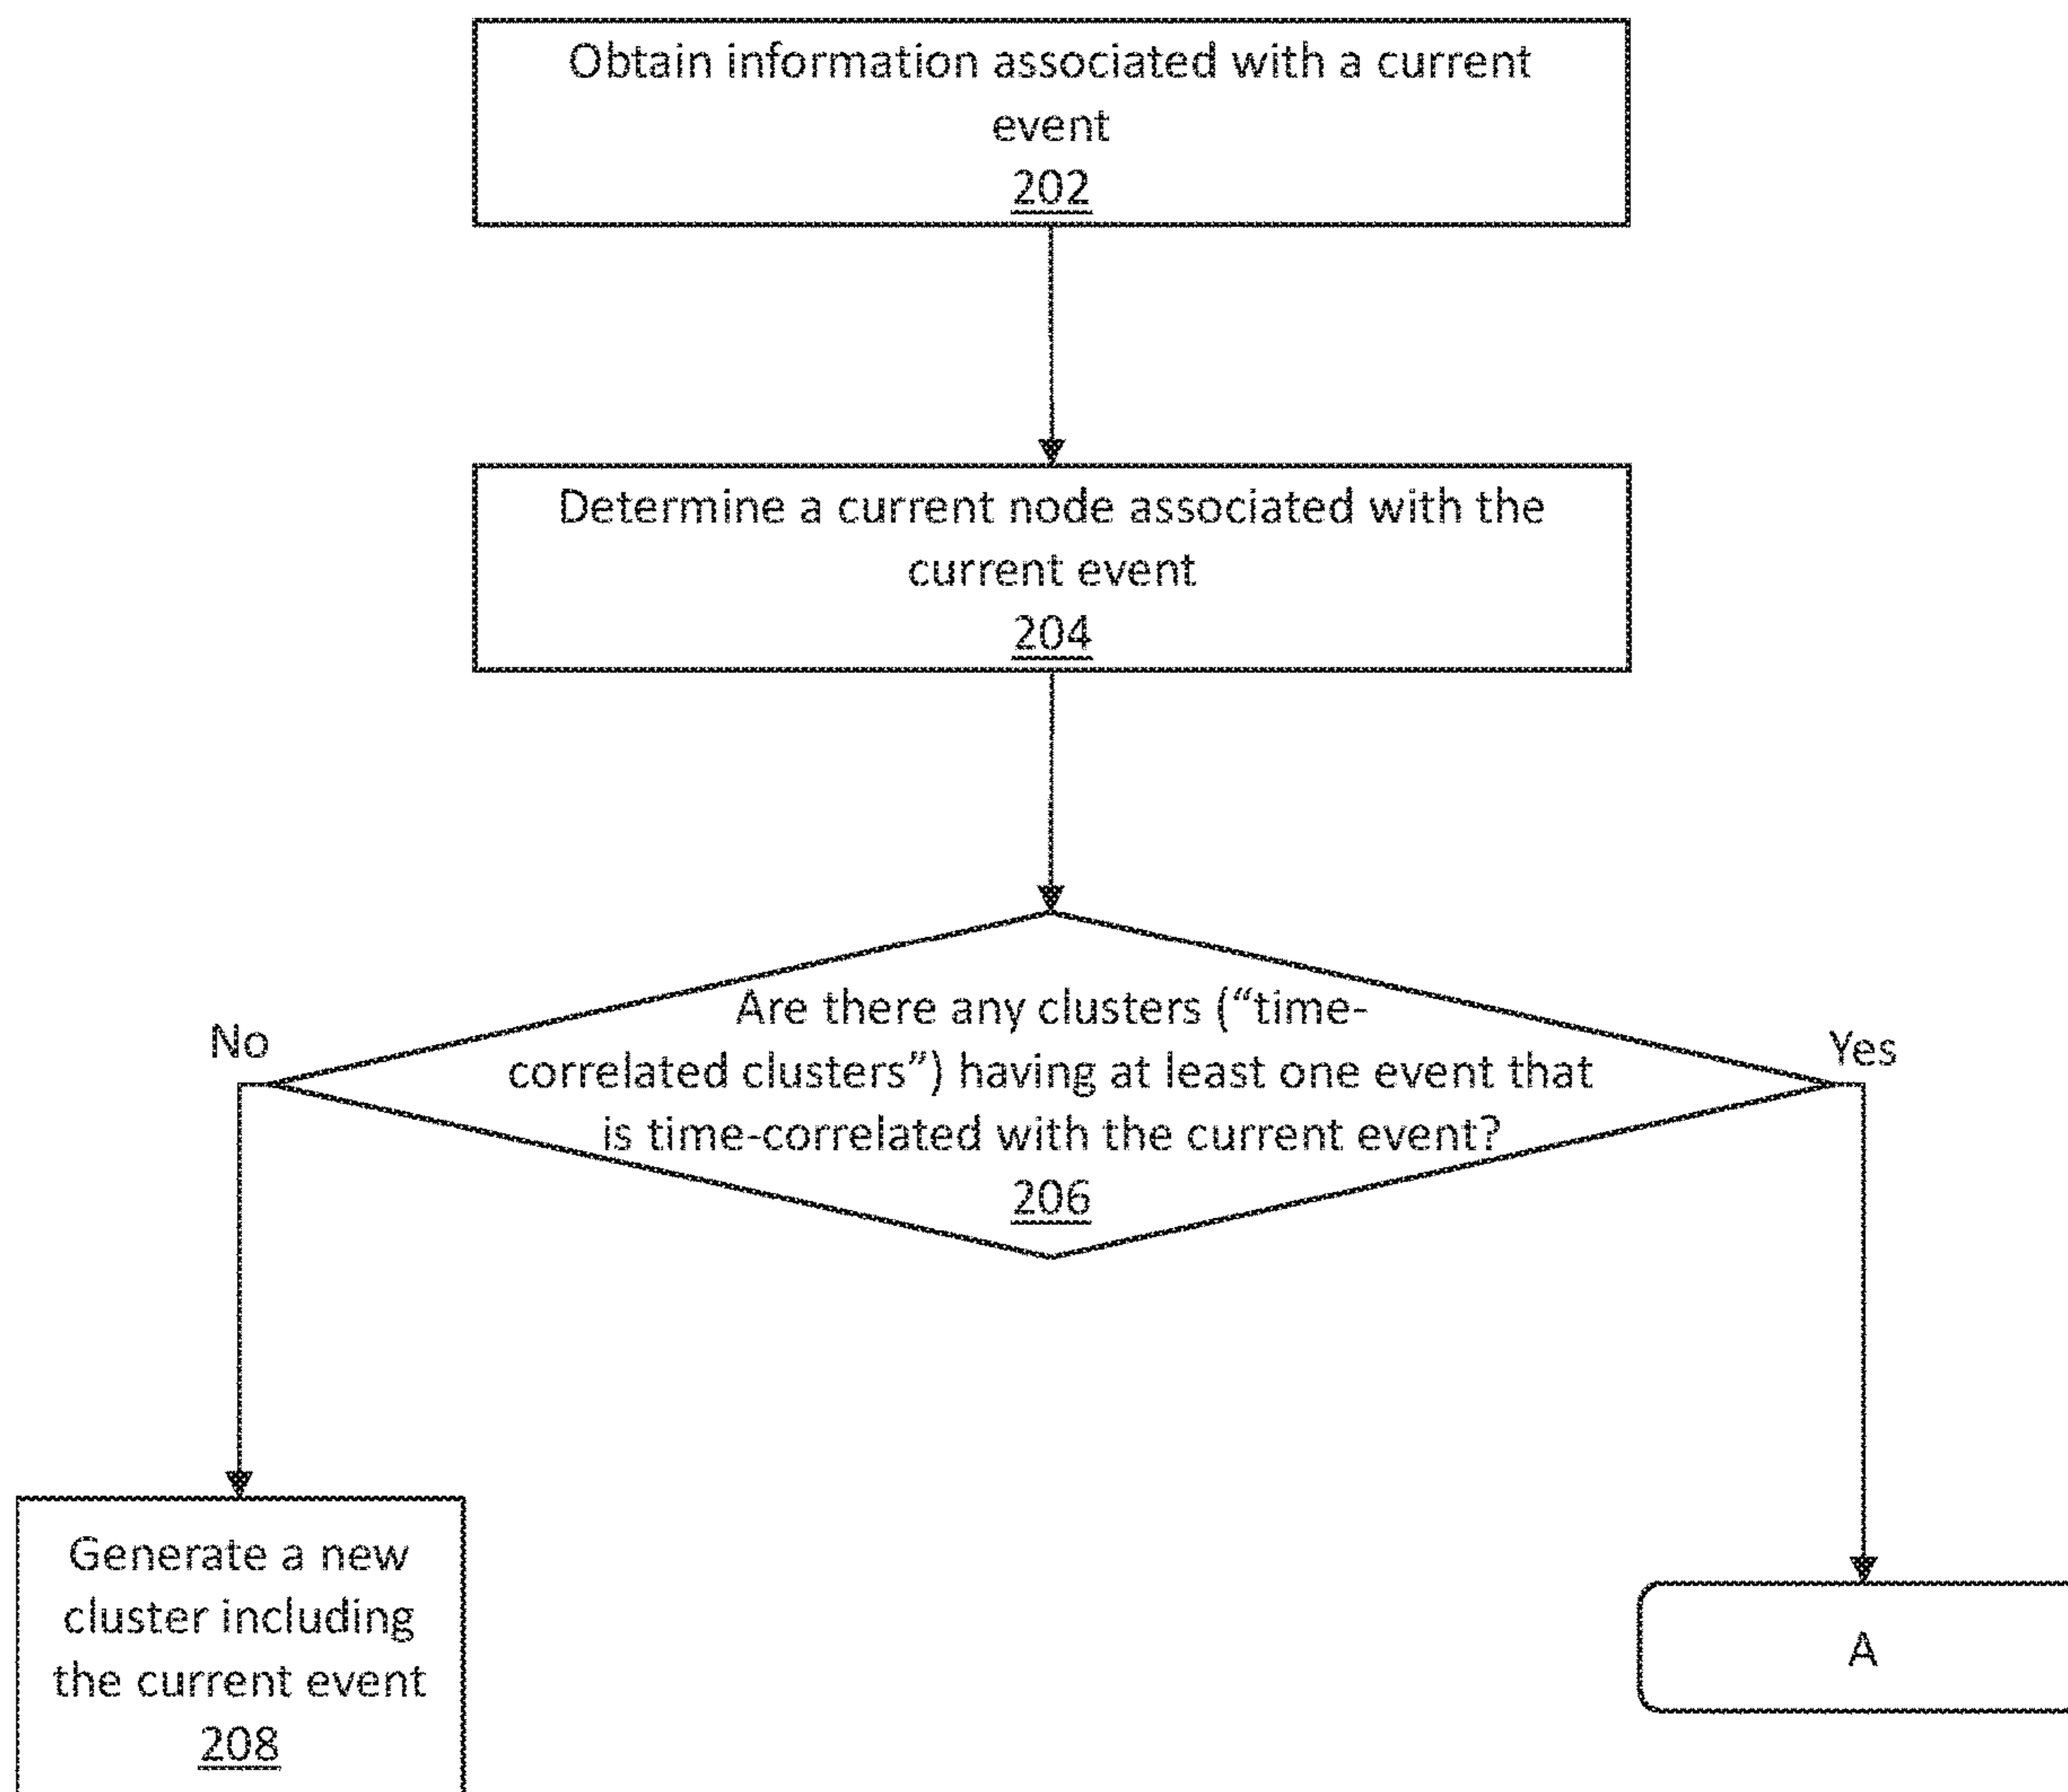 Obtain information associated with a current
event
202
Determine a current node associated with the
current event
204
Are there any clusters (“time-
correlated clusters”) having at least one event that
is time-correlated with the current event?
206
No
Yes
Generate a new
cluster including
the current event
208
A